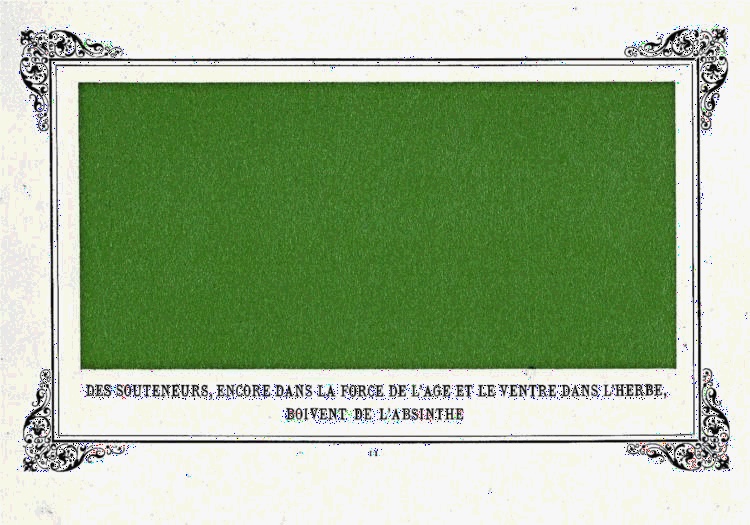 DES SOUTENEURS, ENCORE DANS LA FORCE DE L'AGE ET LE VENTRE DANS L'HERBE,
BOIVENT DE L'ABSINTHE